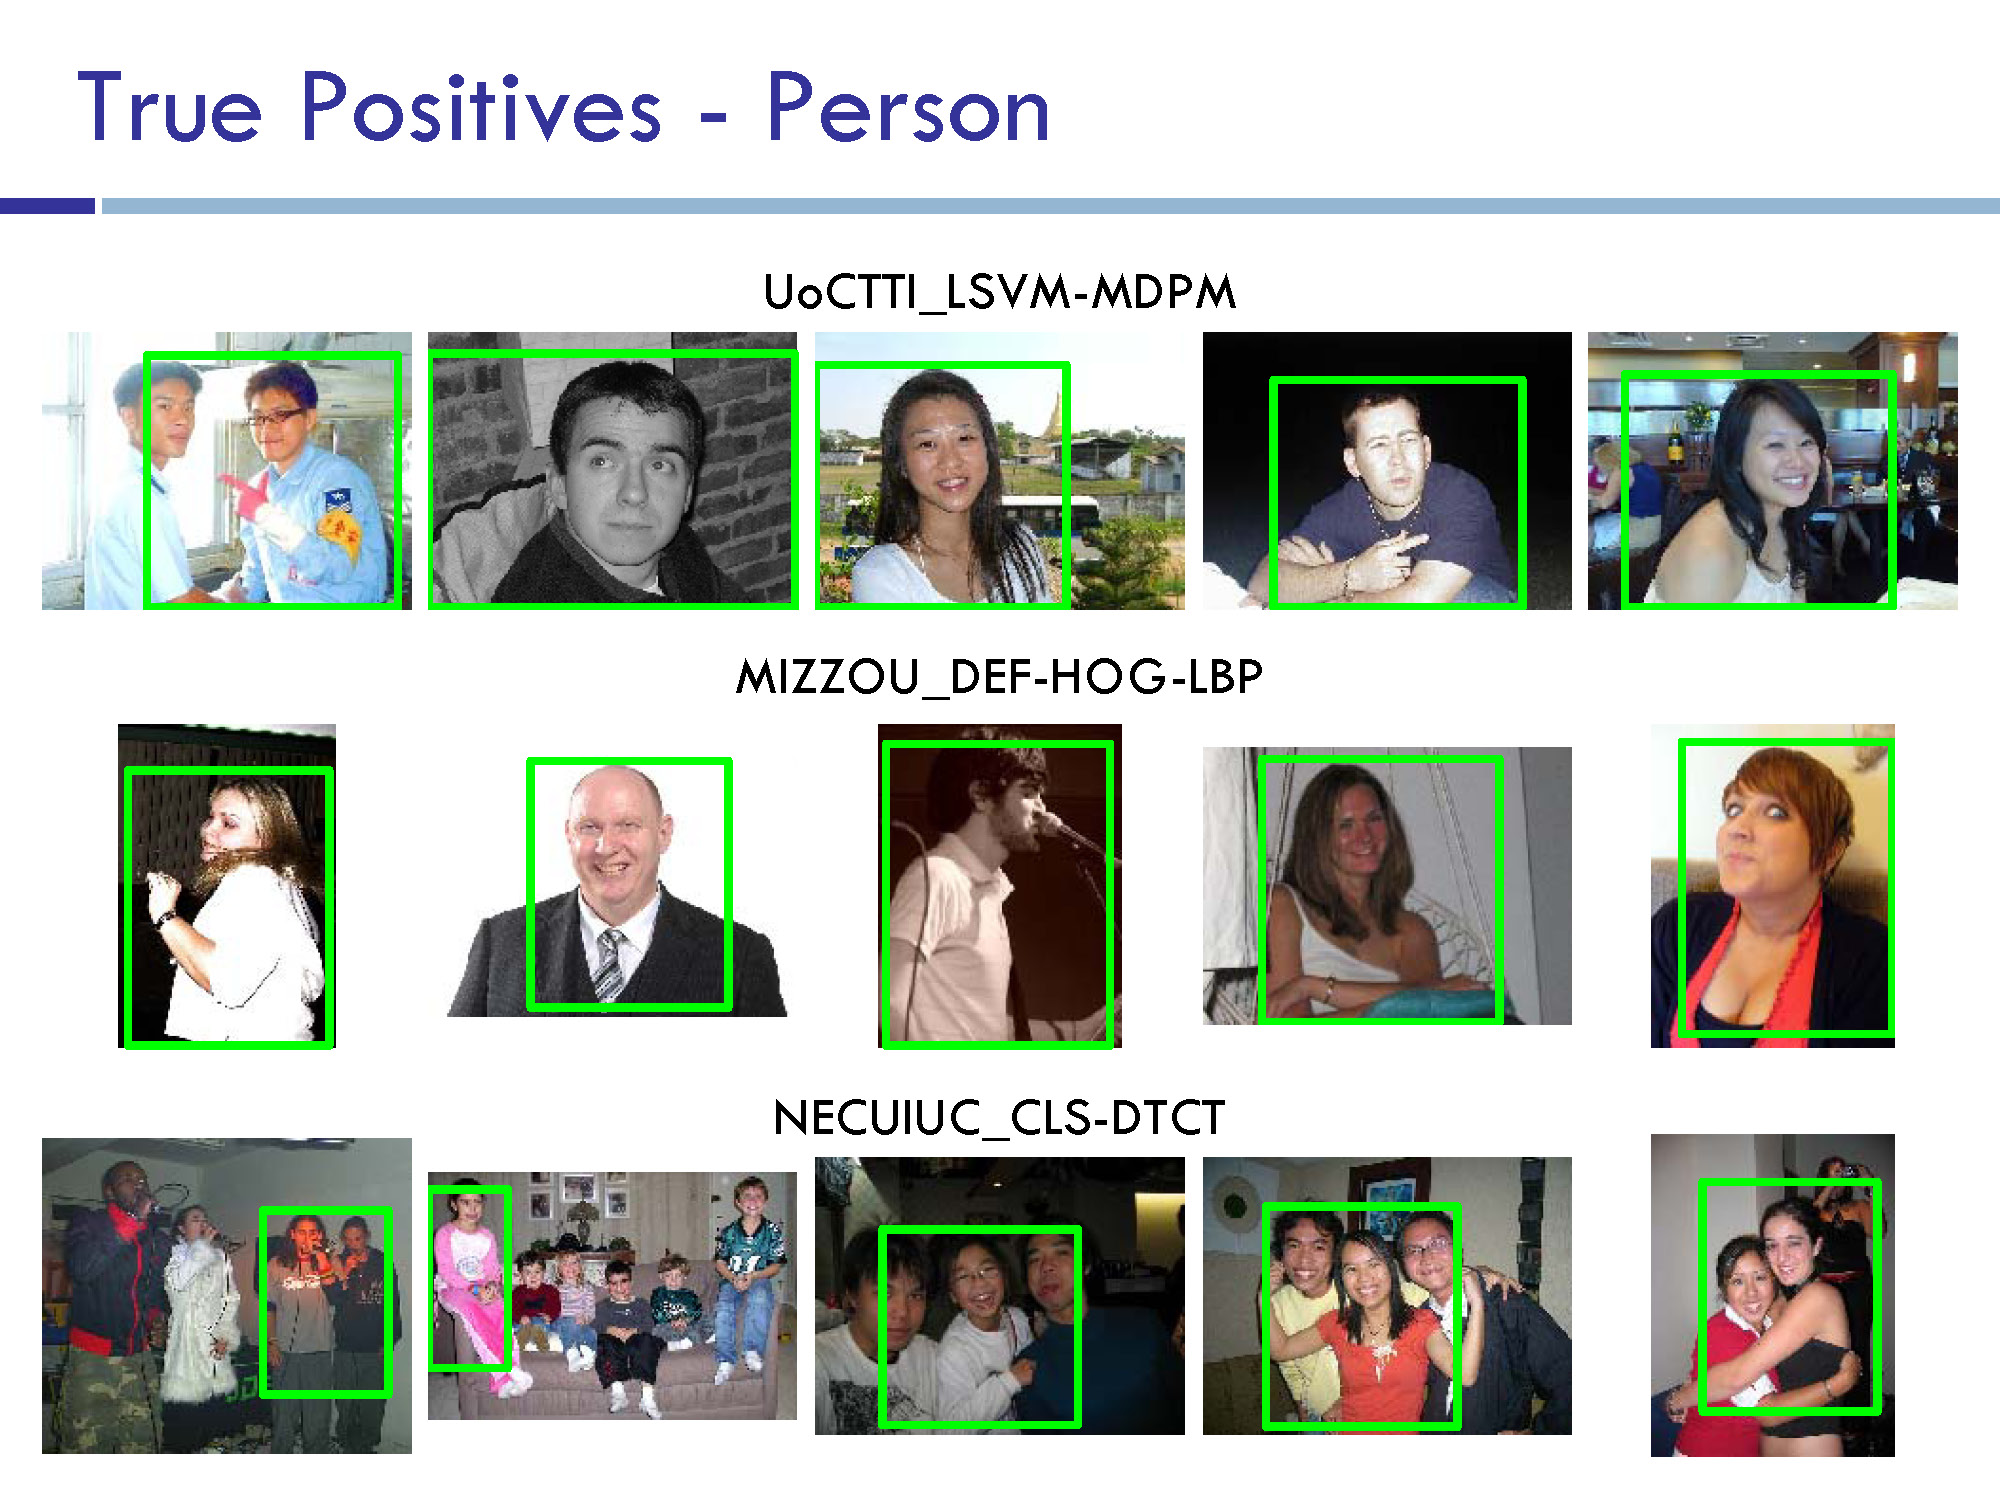 True Positives - Person
UoCTTI_LSVM-MDPM
MIZZOU_DEF-HOG-LBP
NECUIUC_CLS-DTCT